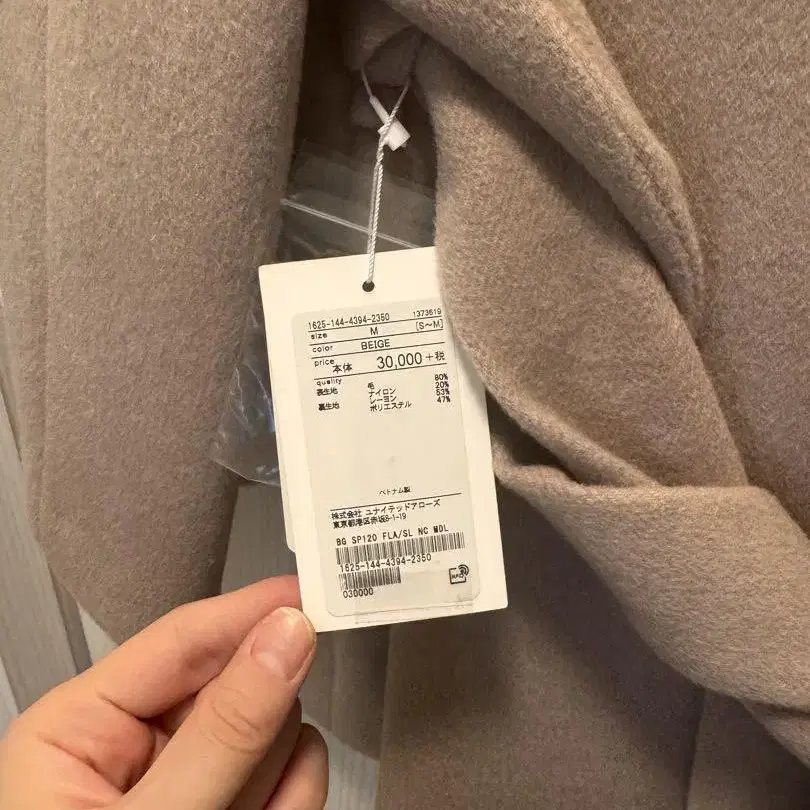 1625-144-4394-2350 1373619
size M [S~M]
color BEIGE
price 本体 30,000+税
quality
表生地 毛 80%
ナイロン 20%
裏生地 レーヨン 53%
ポリエステル 47%
ベトナム製
株式会社 ユナイテッドアローズ
東京都港区赤坂8-1-19
BG SP120 FLA/SL NC MDL
1625-144-4394-2350
030000
RFID